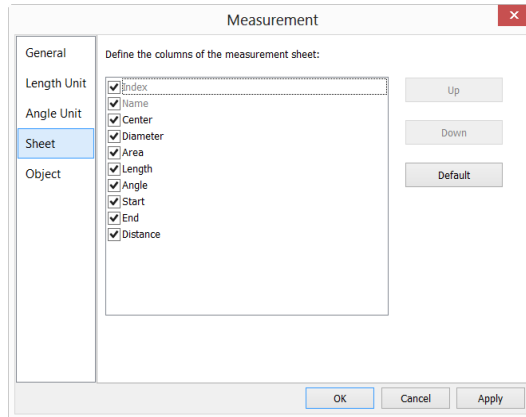 Measurement
General
Length Unit
Angle Unit
Sheet
Object
Define the columns of the measurement sheet:
Index
Name
Center
Diameter
Area
Length
Angle
Start
End
Distance
Up
Down
Default
OK Cancel Apply